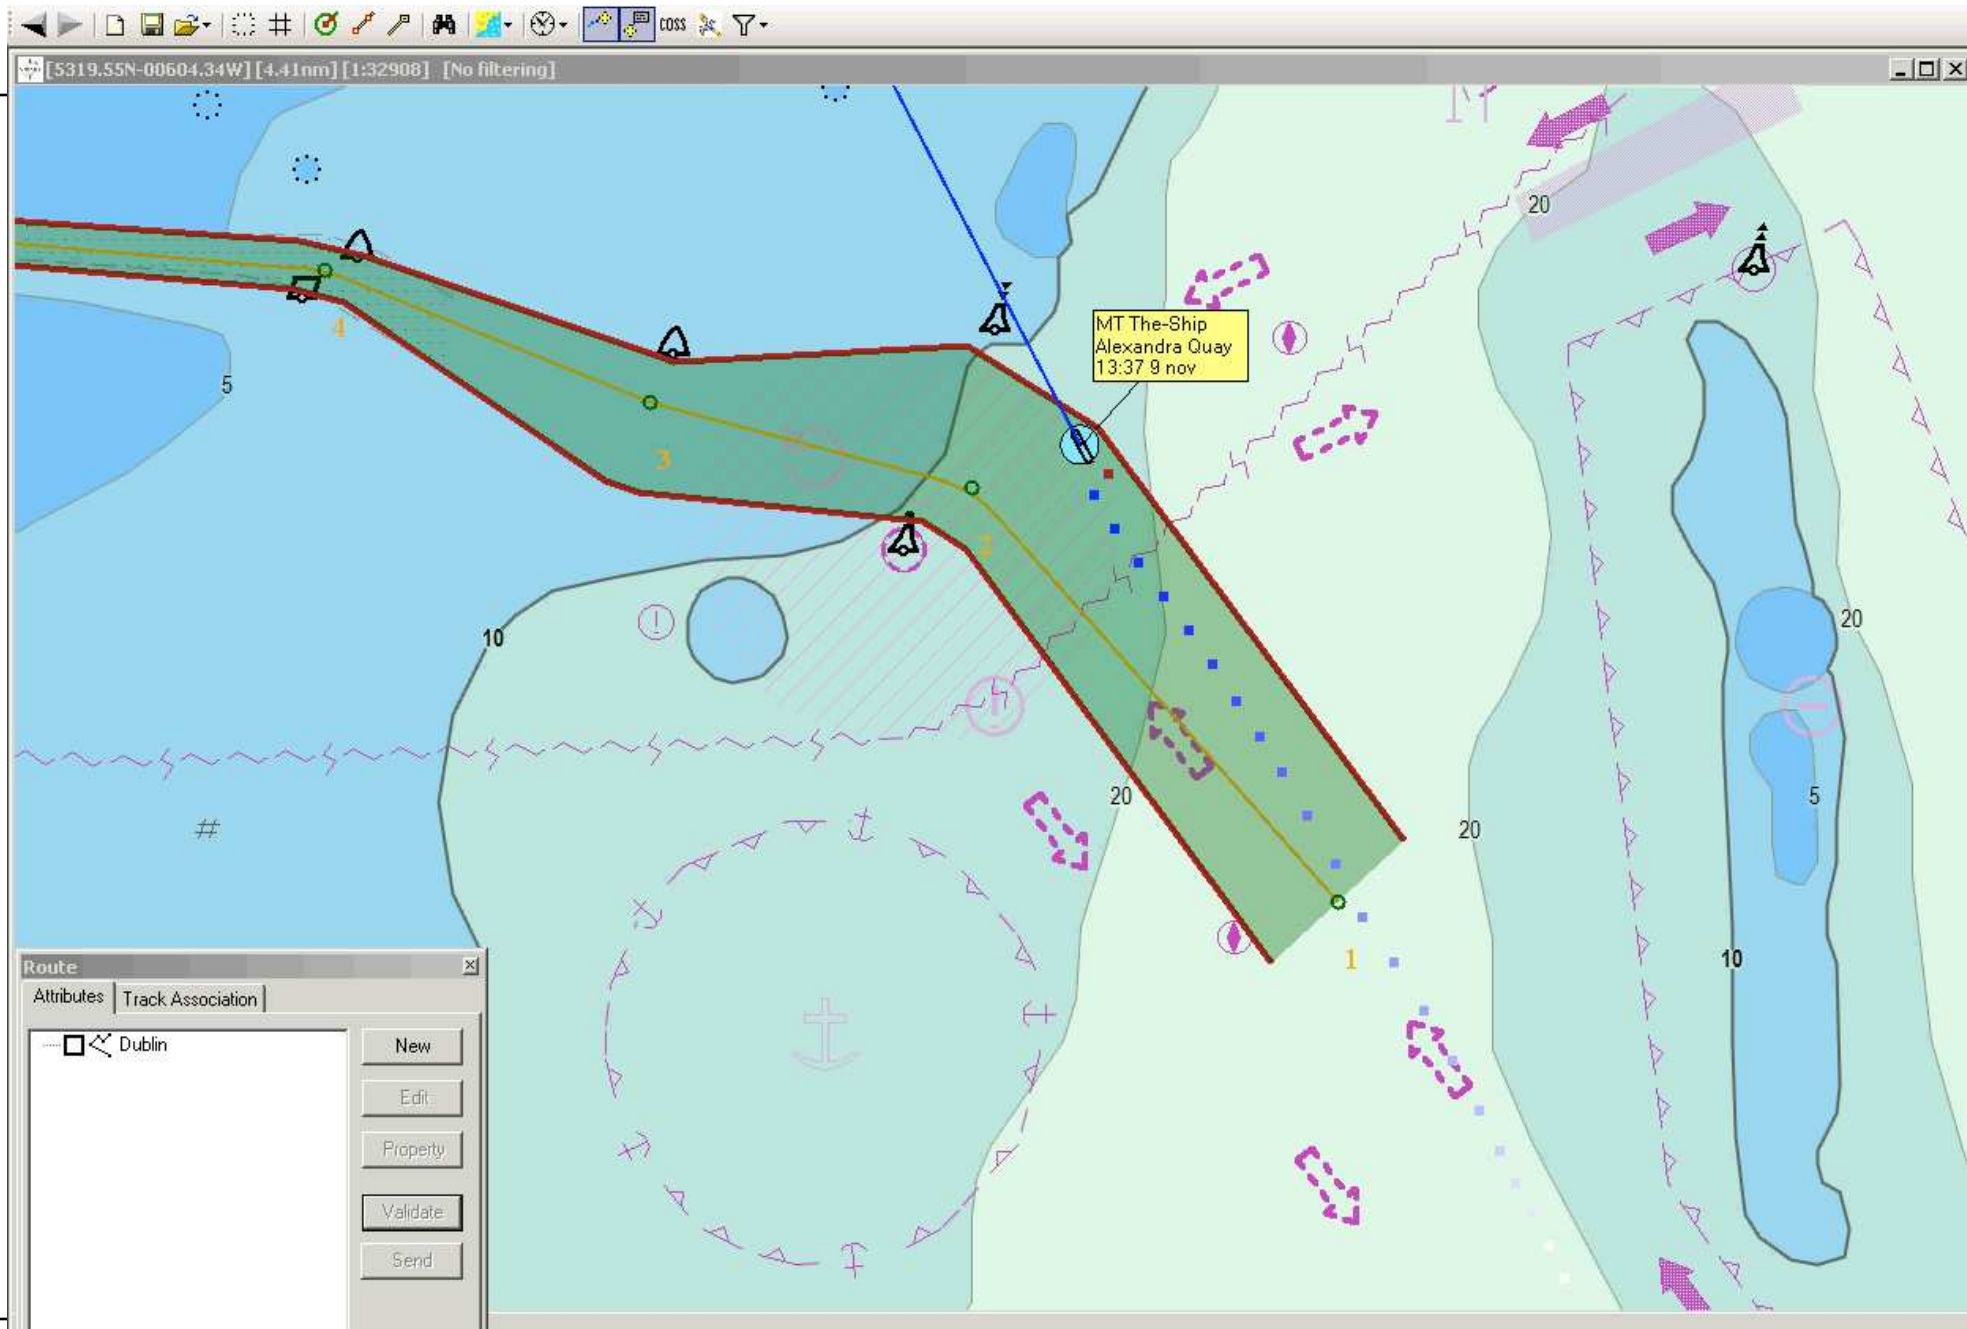 COSS
[5319.55N-00604.34W] [4.41nm] [1:32908] [No filtering]
20
MT The-Ship
Alexandra Quay
13:37 9 nov
4
5
3
2
10
20
20
20
5
1
10
Route
Attributes
Track Association
Dublin
New
Edit
Property
Validate
Send